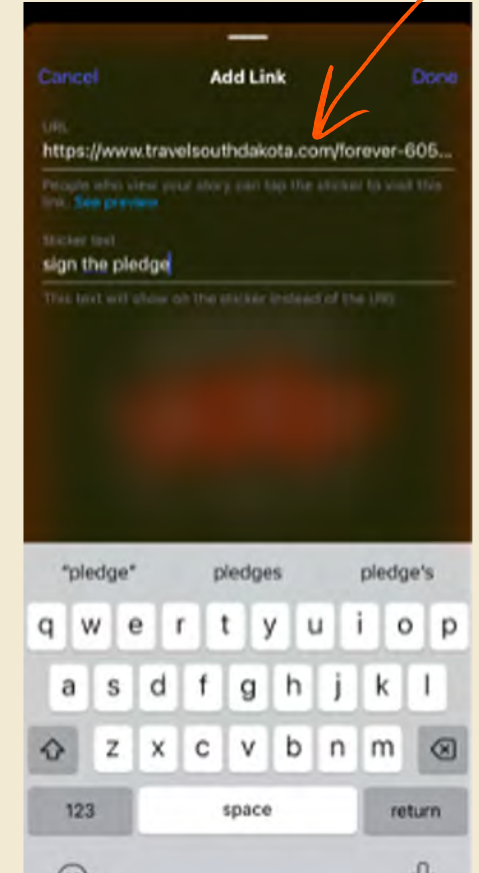 Cancel Add Link Done
URL
https://www.travelsouthdakota.com/forever-605...
People who view your story can tap the sticker to visit this
link. See preview
Sticker text
sign the pledge
This text will show on the sticker instead of the URL
"pledge" pledges pledge's
q w e r t y u i o p
a s d f g h j k l
z x c v b n m
123 space return